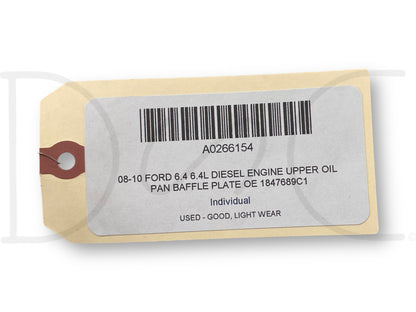 A0266154
08-10 FORD 6.4 6.4L DIESEL ENGINE UPPER OIL
PAN BAFFLE PLATE OE 1847689C1
Individual
USED - GOOD, LIGHT WEAR